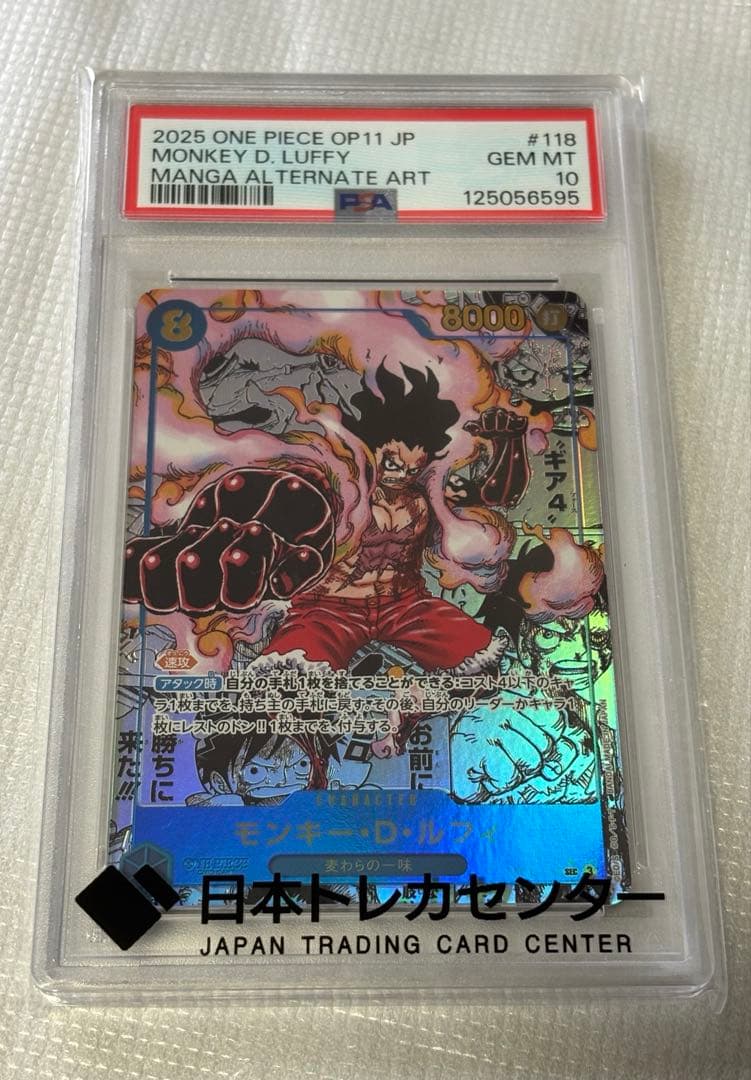 2025 ONE PIECE OP11 JP #118
MONKEY D. LUFFY GEM MT
MANGA ALTERNATE ART 10
PSA 125056595
8 8000 打
"ギア4"
速攻
アタック時 自分の手札1枚を捨てることができる:コスト4以下のキャ
ラ1枚までを、持ち主の手札に戻す。その後、自分のリーダーかキャラ1
枚にレストのドン!!1枚までを、付与する。
勝ちに
来た!!!
お前に
CHARACTER
モンキー・D・ルフィ
麦わらの一味
ONE PIECE
SEC 3
日本トレカセンター
JAPAN TRADING CARD CENTER